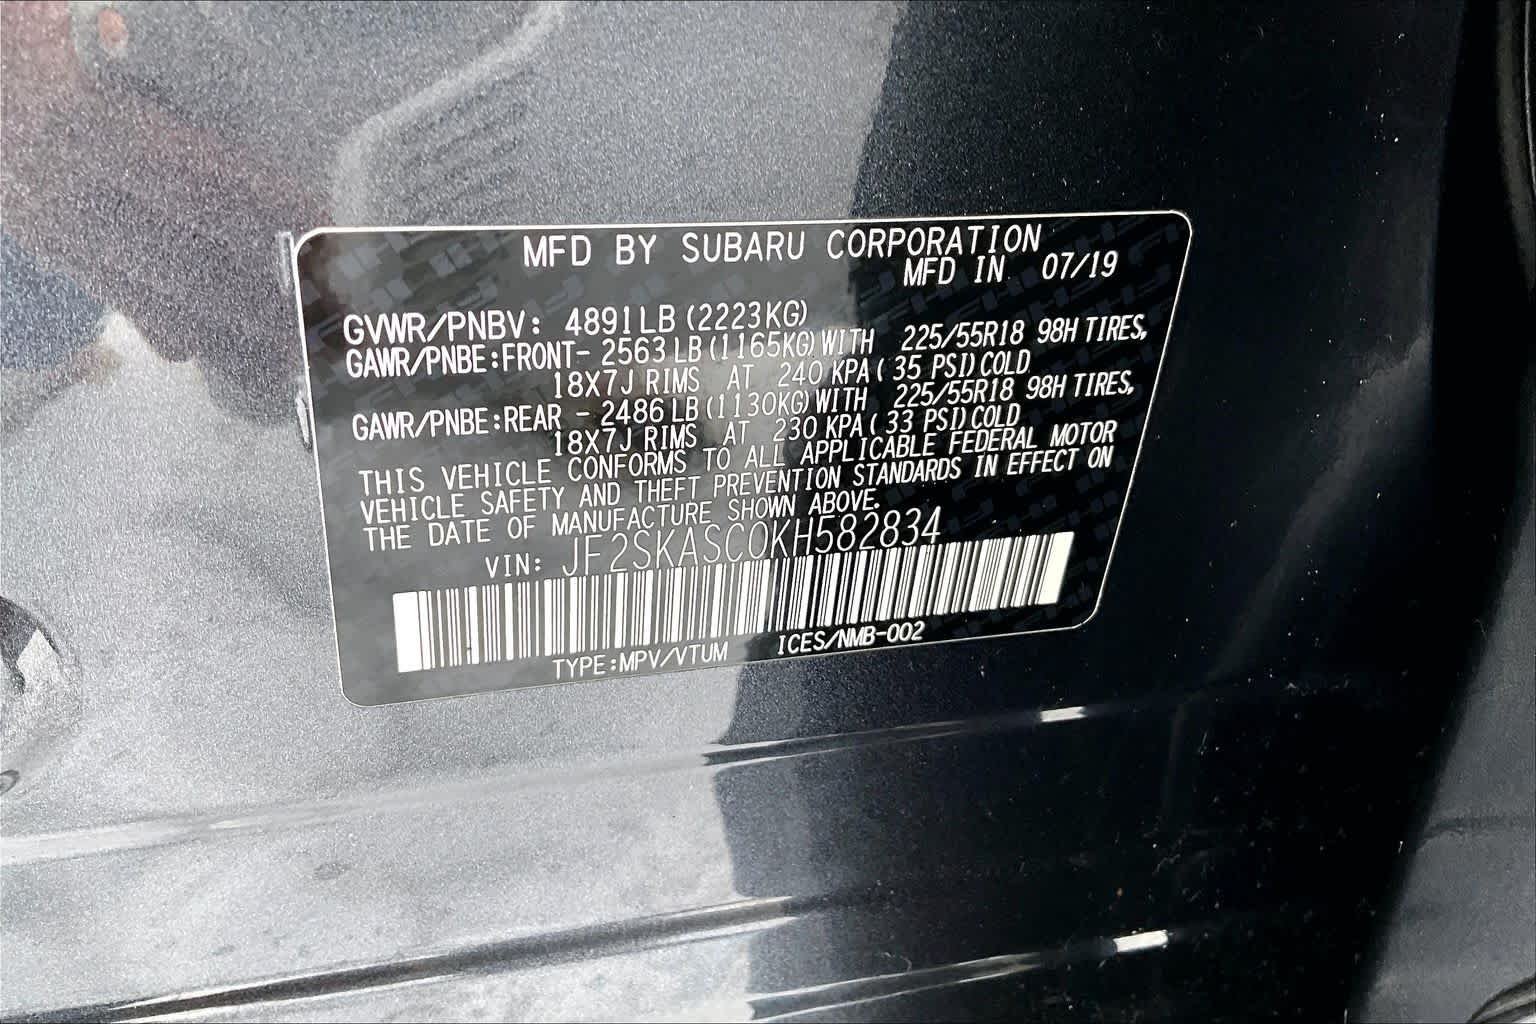 MFD BY SUBARU CORPORATION
MFD IN 07/19
GVWR/PNBV: 4891LB (2223KG)
GAWR/PNBE:FRONT- 2563LB (1165KG) WITH 225/55R18 98H TIRES,
18X7J RIMS AT 240 KPA ( 35 PSI) COLD
GAWR/PNBE:REAR - 2486LB (1130KG) WITH 225/55R18 98H TIRES,
18X7J RIMS AT 230 KPA ( 33 PSI) COLD
THIS VEHICLE CONFORMS TO ALL APPLICABLE FEDERAL MOTOR
VEHICLE SAFETY AND THEFT PREVENTION STANDARDS IN EFFECT ON
THE DATE OF MANUFACTURE SHOWN ABOVE.
VIN: JF2SKASC0KH582834
TYPE:MPV/VTUM ICES/NMB-002